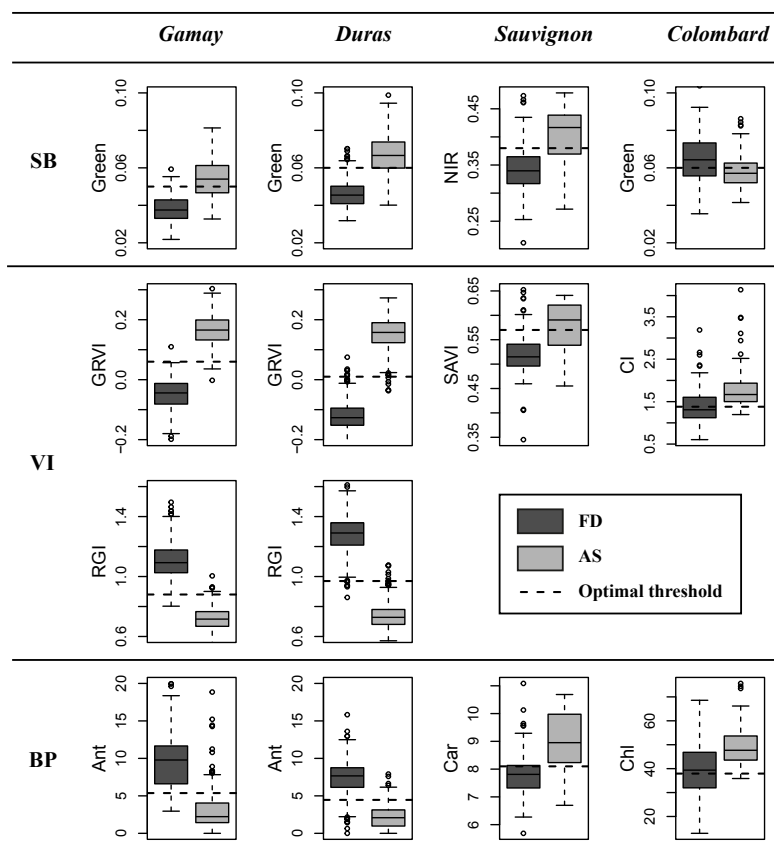 Gamay Duras Sauvignon Colombard
SB
Green
0.02 0.06 0.10
Green
0.02 0.06 0.10
NIR
0.25 0.35 0.45
Green
0.02 0.06 0.10
VI
GRVI
−0.2 0.0 0.2
GRVI
−0.2 0.0 0.2
SAVI
0.35 0.45 0.55 0.65
CI
0.5 1.5 2.5 3.5
RGI
0.6 1.0 1.4
RGI
0.6 1.0 1.4
FD
AS
Optimal threshold
BP
Ant
0 5 10 15 20
Ant
0 5 10 15 20
Car
6 7 8 9 10 11
Chl
20 40 60